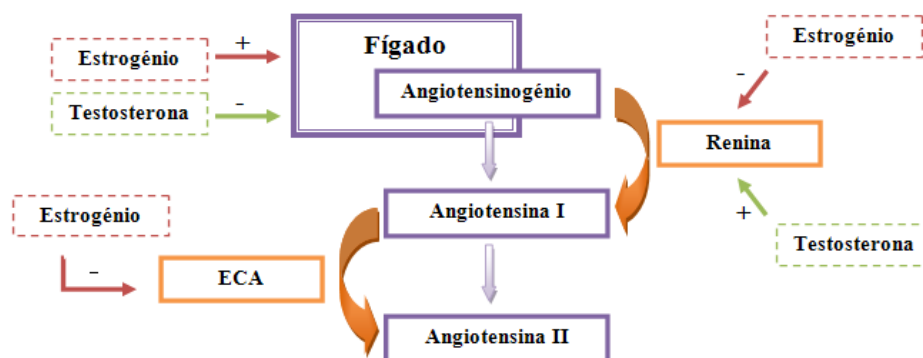 Estrogénio
+
Fígado
Estrogénio
Testosterona
-
Angiotensinogénio
-
Renina
Estrogénio
-
ECA
Angiotensina I
+
Testosterona
Angiotensina II